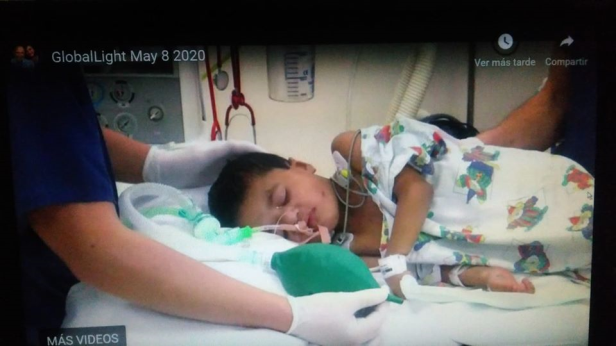 GlobalLight May 8 2020
Ver más tarde
Compartir
MÁS VIDEOS